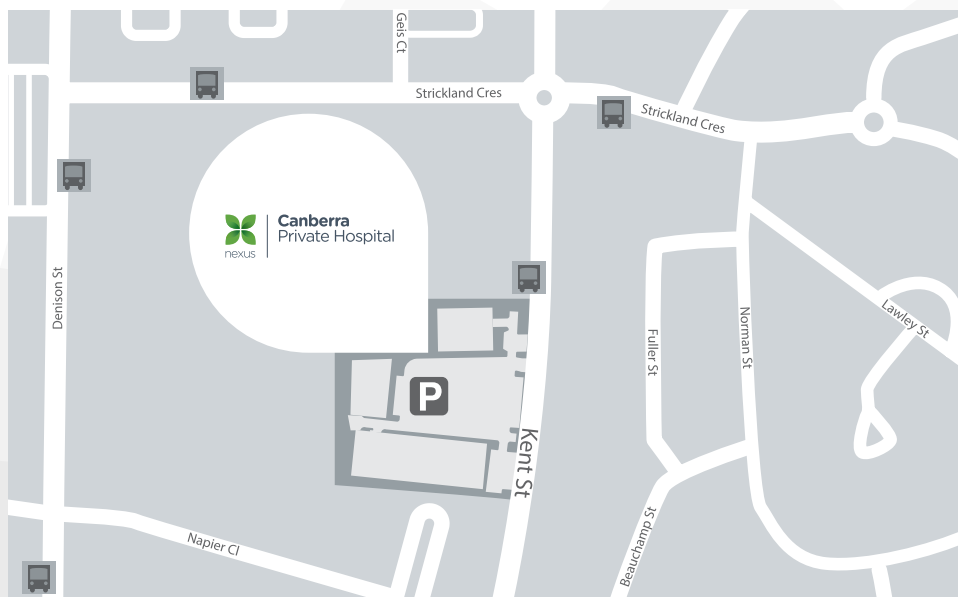 Geis Ct
Strickland Cres
Strickland Cres
Canberra
Private Hospital
nexus
Denison St
Lawley St
Fuller St
Norman St
P
Kent St
Beauchamp St
Napier Cl